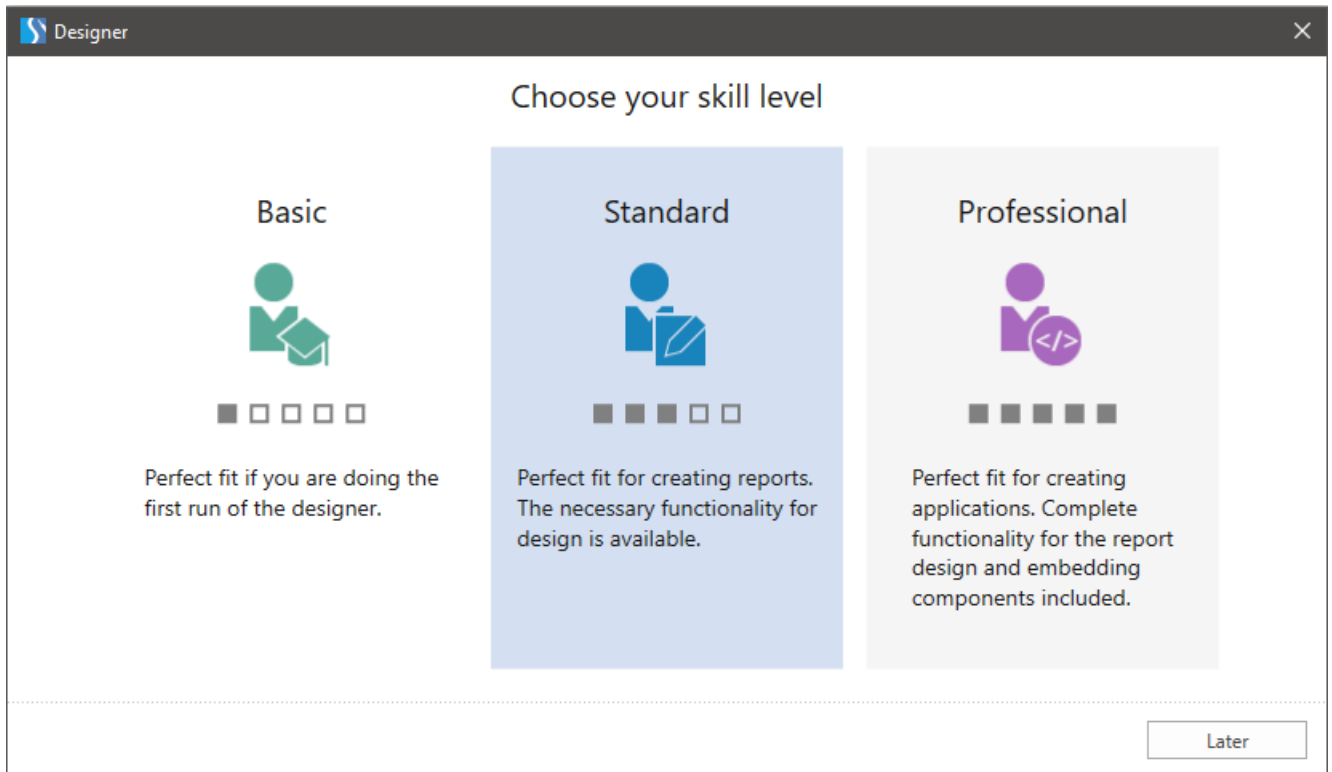 Designer
Choose your skill level
Basic
Perfect fit if you are doing the
first run of the designer.
Standard
Perfect fit for creating reports.
The necessary functionality for
design is available.
Professional
</>
Perfect fit for creating
applications. Complete
functionality for the report
design and embedding
components included.
Later